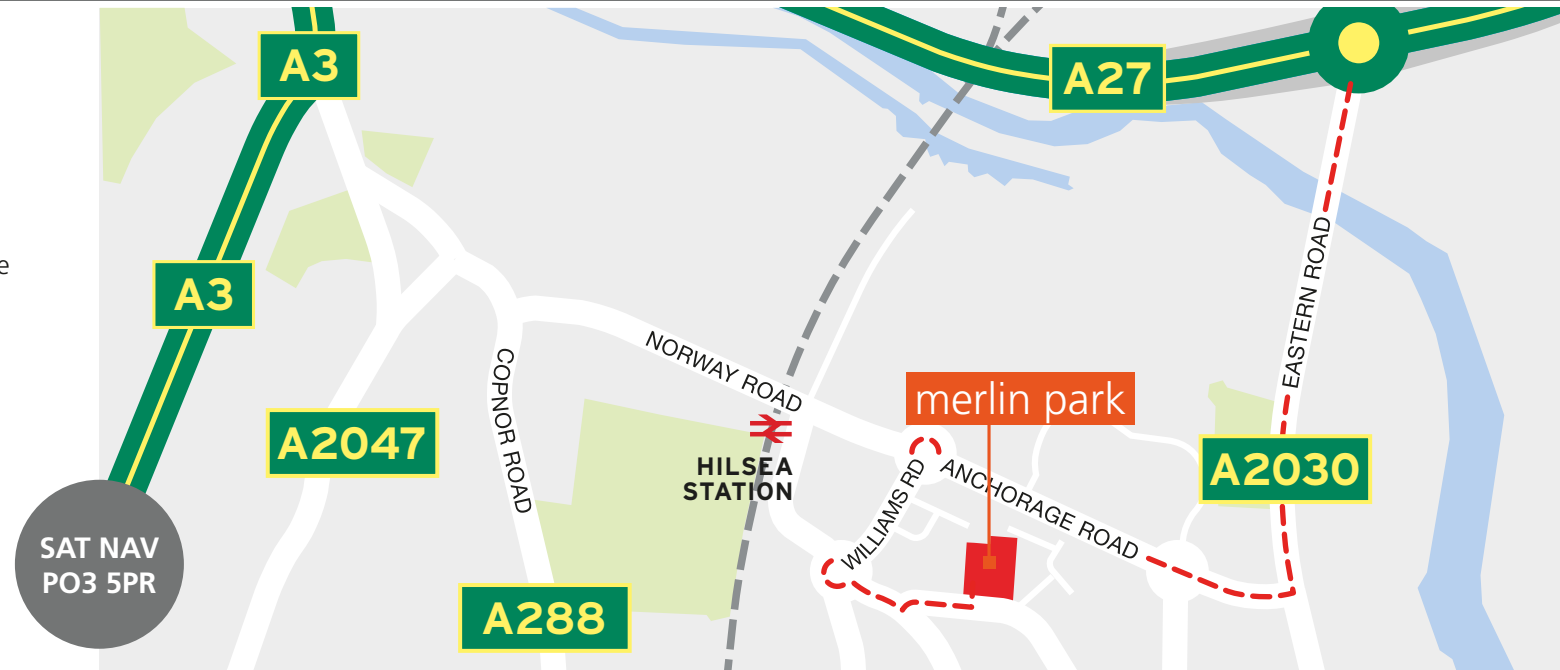 A3
A27
e
A3
EASTERN ROAD
NORWAY ROAD
COPNOR ROAD
merlin park
A2047
HILSEA
STATION
WILLIAMS RD
ANCHORAGE ROAD
A2030
SAT NAV
PO3 5PR
A288